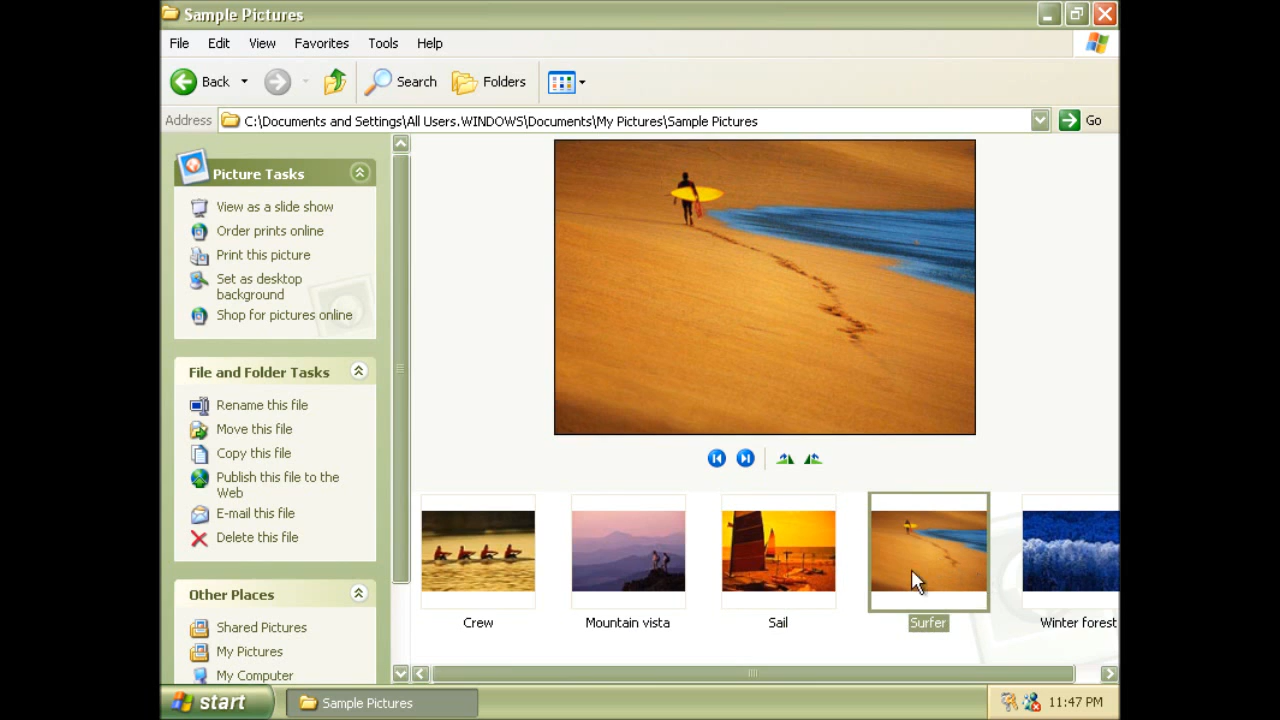 Sample Pictures
File Edit View Favorites Tools Help
Back Search Folders
Address C:\Documents and Settings\All Users.WINDOWS\Documents\My Pictures\Sample Pictures Go
Picture Tasks
View as a slide show
Order prints online
Print this picture
Set as desktop
background
Shop for pictures online
File and Folder Tasks
Rename this file
Move this file
Copy this file
Publish this file to the
Web
E-mail this file
Delete this file
Other Places
Shared Pictures
My Pictures
My Computer
Crew Mountain vista Sail Surfer Winter forest
start Sample Pictures 11:47 PM